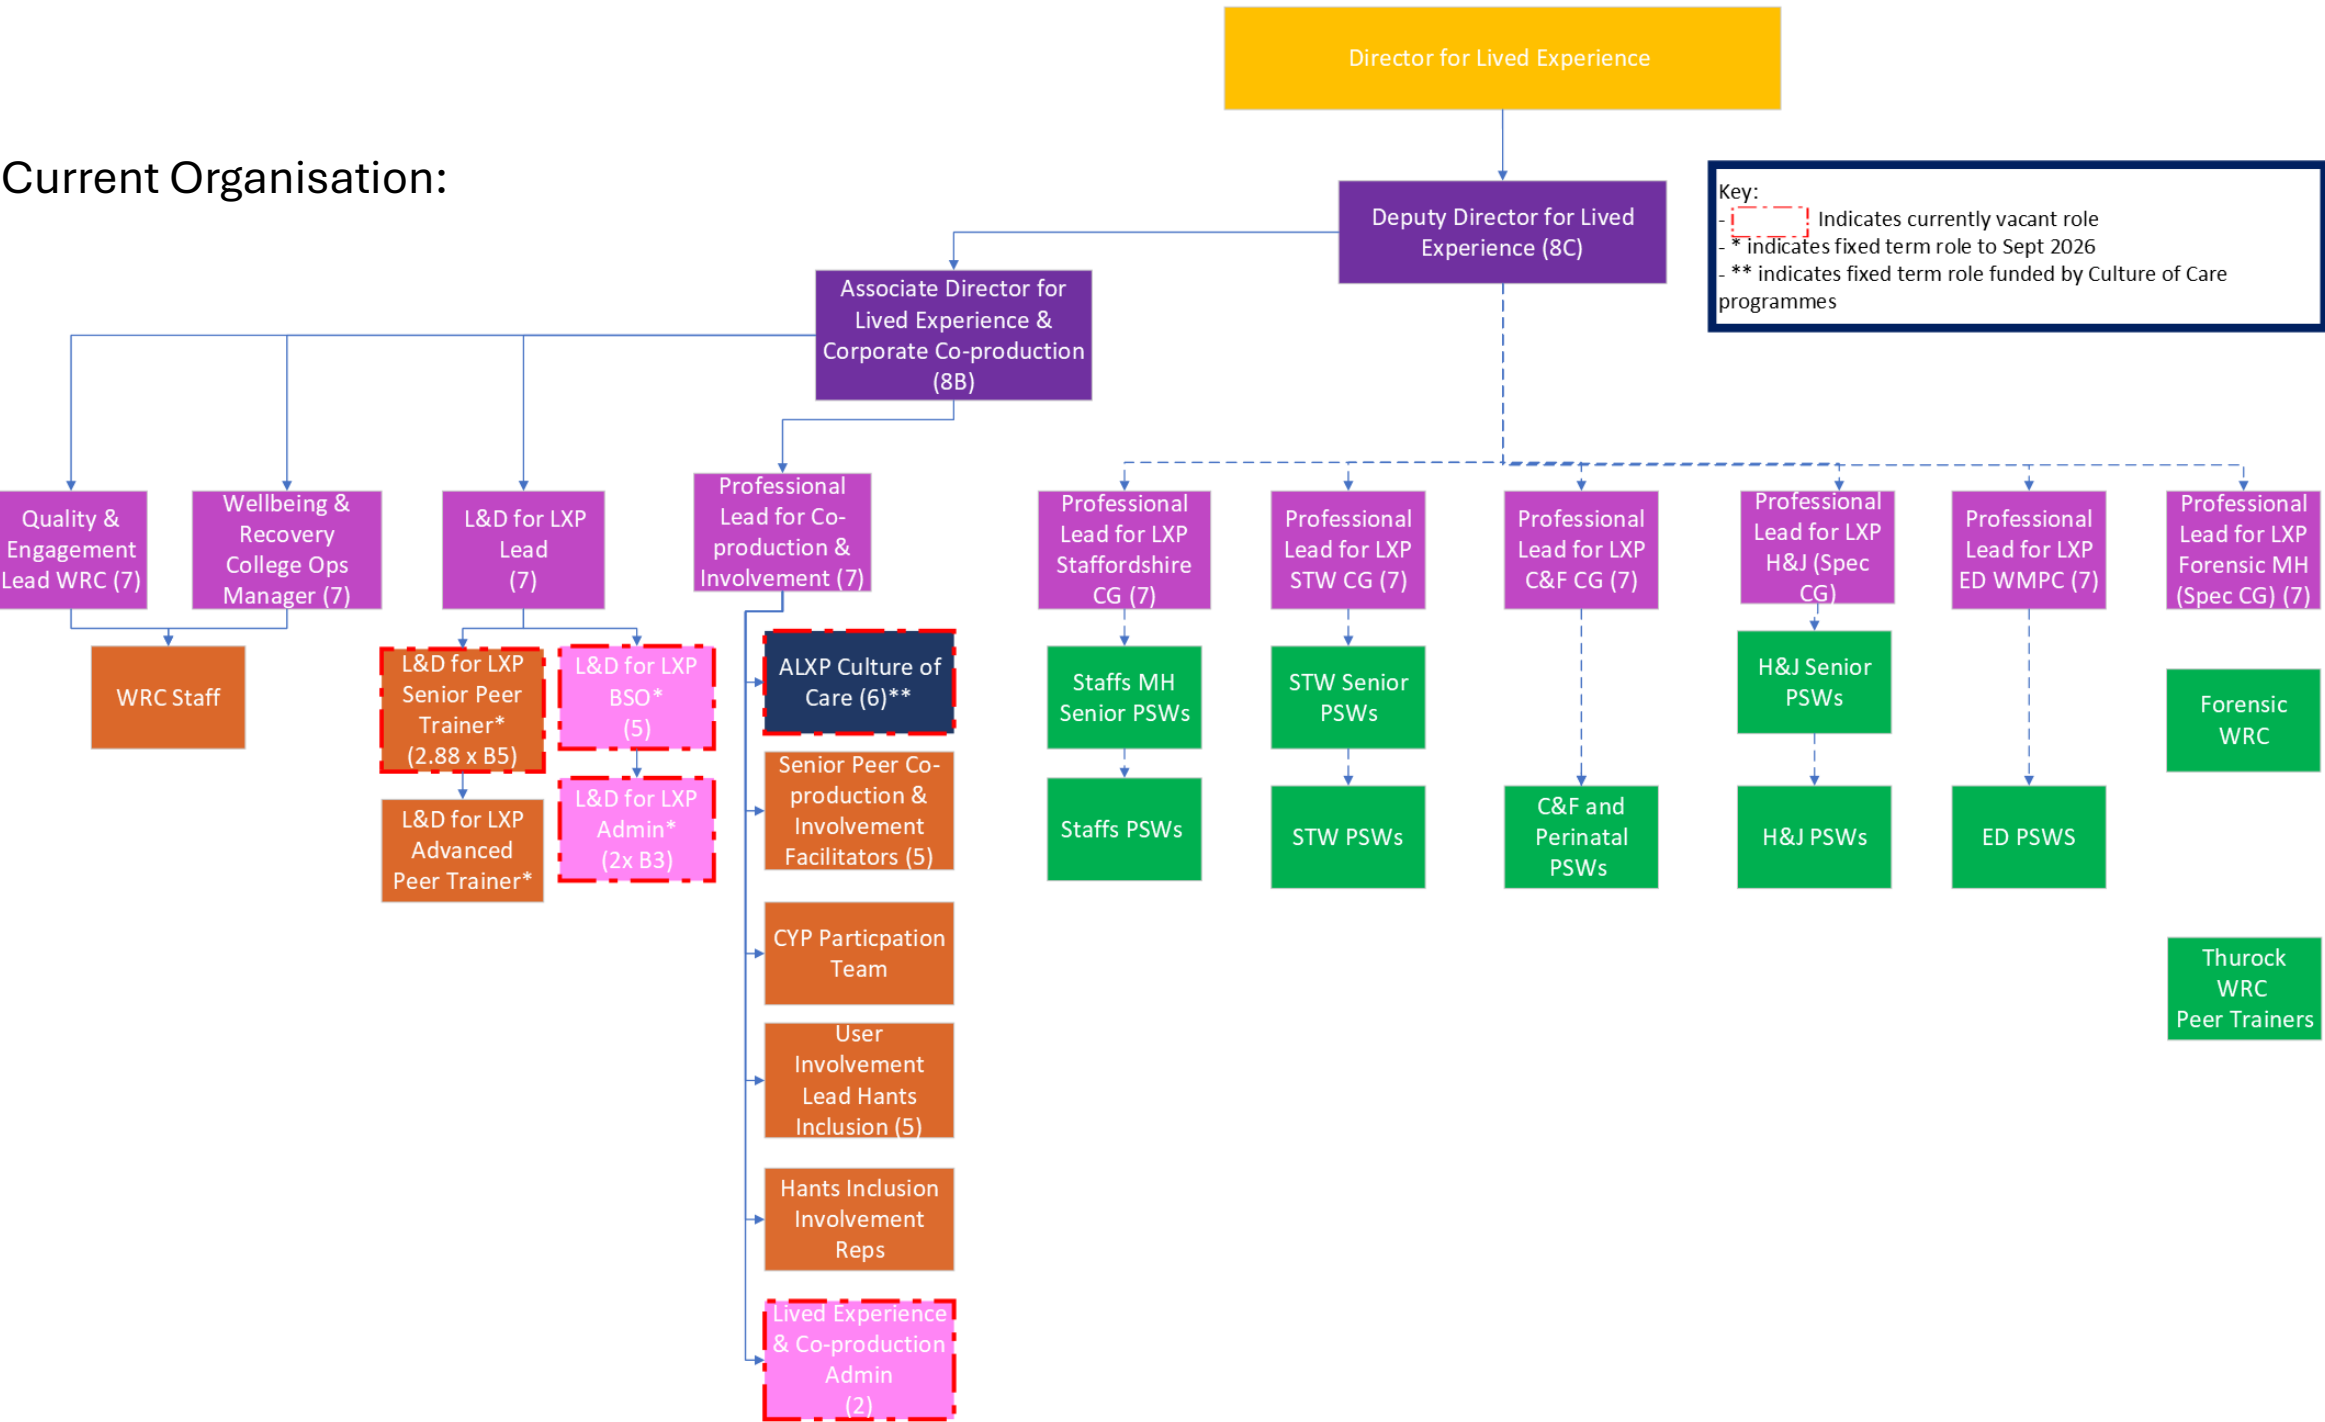 Director for Lived Experience
Current Organisation:
Key:
- Indicates currently vacant role
- * indicates fixed term role to Sept 2026
- ** indicates fixed term role funded by Culture of Care
programmes
Deputy Director for Lived
Experience (8C)
Associate Director for
Lived Experience &
Corporate Co-production
(8B)
Quality &
Engagement
Lead WRC (7)
Wellbeing &
Recovery
College Ops
Manager (7)
L&D for LXP
Lead
(7)
Professional
Lead for Co-
production &
Involvement (7)
Professional
Lead for LXP
Staffordshire
CG (7)
Professional
Lead for LXP
STW CG (7)
Professional
Lead for LXP
C&F CG (7)
Professional
Lead for LXP
H&J (Spec
CG)
Professional
Lead for LXP
ED WMPC (7)
Professional
Lead for LXP
Forensic MH
(Spec CG) (7)
WRC Staff
L&D for LXP
Senior Peer
Trainer*
(2.88 x B5)
L&D for LXP
BSO*
(5)
ALXP Culture of
Care (6)**
Staffs MH
Senior PSWs
STW Senior
PSWs
H&J Senior
PSWs
Forensic
WRC
L&D for LXP
Advanced
Peer Trainer*
L&D for LXP
Admin*
(2x B3)
Senior Peer Co-
production &
Involvement
Facilitators (5)
Staffs PSWs
STW PSWs
C&F and
Perinatal
PSWs
H&J PSWs
ED PSWS
CYP Particpation
Team
Thurock
WRC
Peer Trainers
User
Involvement
Lead Hants
Inclusion (5)
Hants Inclusion
Involvement
Reps
Lived Experience
& Co-production
Admin
(2)